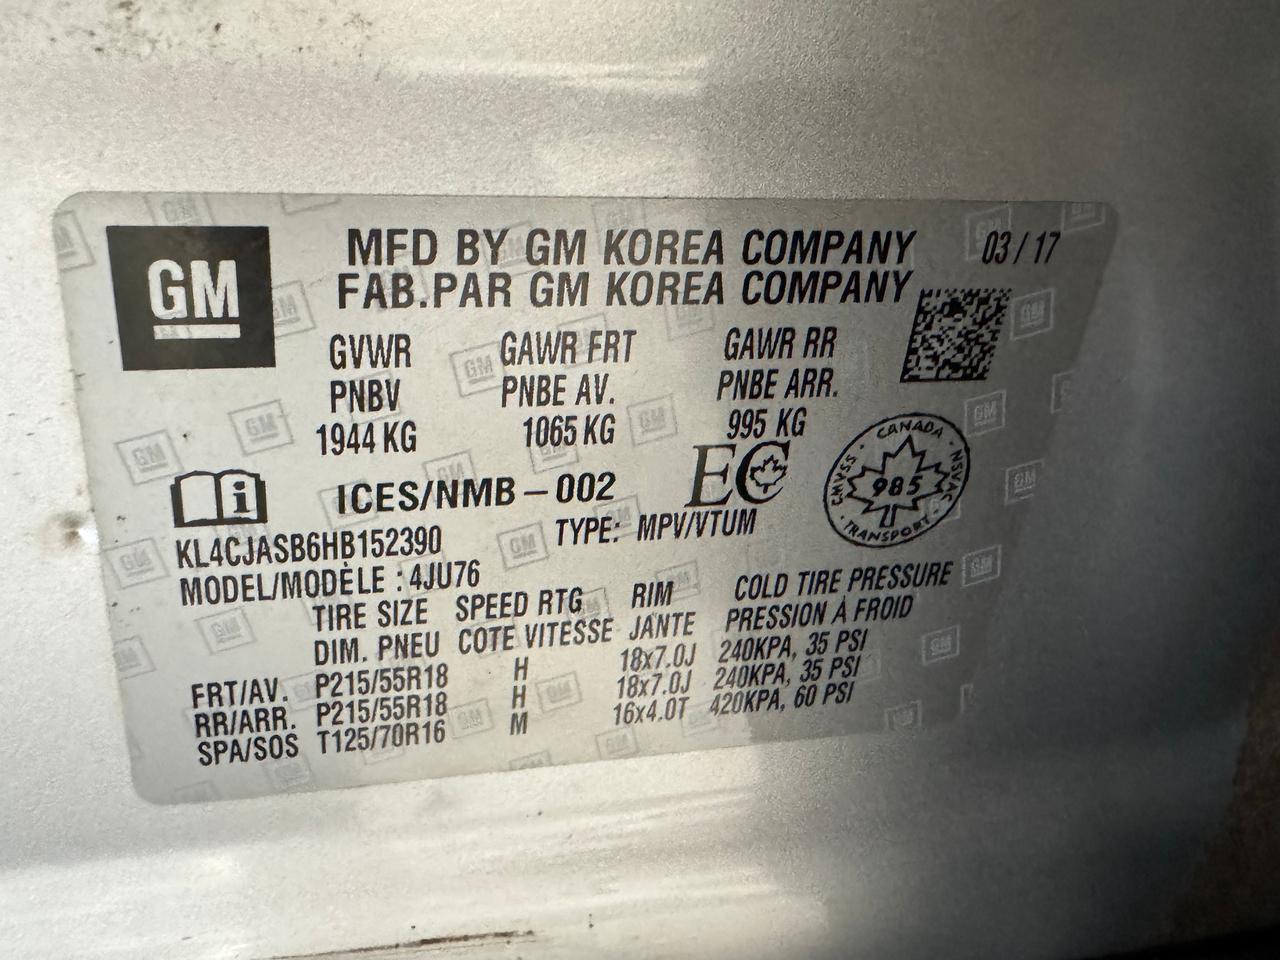 GM
MFD BY GM KOREA COMPANY 03/17
FAB.PAR GM KOREA COMPANY
GVWR GAWR FRT GAWR RR
PNBV PNBE AV. PNBE ARR.
1944 KG 1065 KG 995 KG
ICES/NMB-002 EC
CANADA CMVSS 985 NSVAC TRANSPORT
KL4CJASB6HB152390 TYPE: MPV/VTUM
MODEL/MODÈLE : 4JU76
TIRE SIZE SPEED RTG RIM COLD TIRE PRESSURE
DIM. PNEU COTE VITESSE JANTE PRESSION À FROID
FRT/AV. P215/55R18 H 18x7.0J 240KPA, 35 PSI
RR/ARR. P215/55R18 H 18x7.0J 240KPA, 35 PSI
SPA/SOS T125/70R16 M 16x4.0T 420KPA, 60 PSI